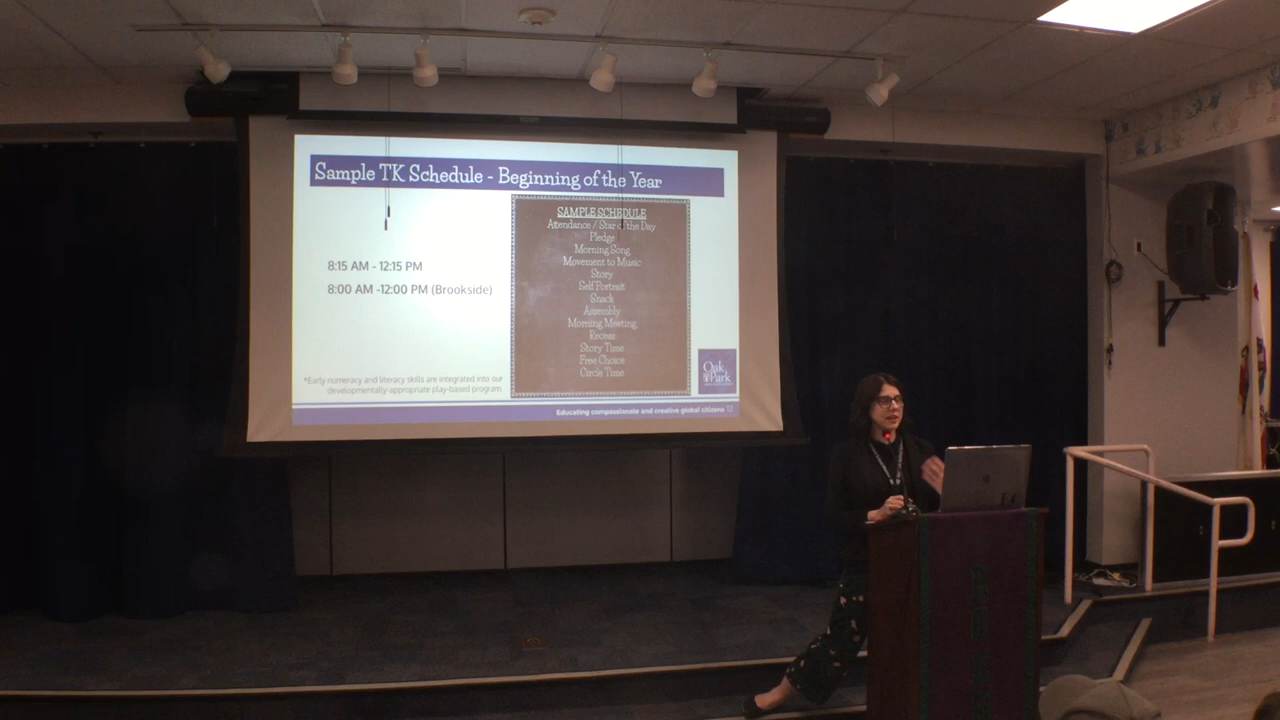 Sample TK Schedule - Beginning of the Year
8:15 AM - 12:15 PM
8:00 AM -12:00 PM (Brookside)
*Early numeracy and literacy skills are integrated into our
developmentally-appropriate play-based program
SAMPLE SCHEDULE
Attendance / Star of the Day
Pledge
Morning Song
Movement to Music
Story
Self Portrait
Snack
Assembly
Morning Meeting
Recess
Story Time
Free Choice
Circle Time
Oak
Park
Educating compassionate and creative global citizens 12